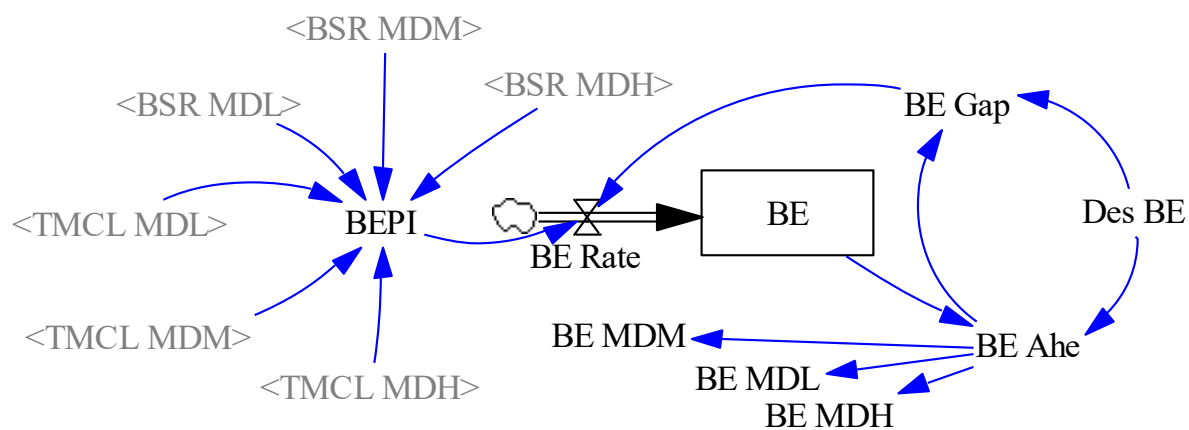 <BSR MDM>
<BSR MDL>
<BSR MDH>
BE Gap
<TMCL MDL>
BEPI
BE
Des BE
BE Rate
<TMCL MDM>
BE MDM
BE Ahe
<TMCL MDH>
BE MDL
BE MDH